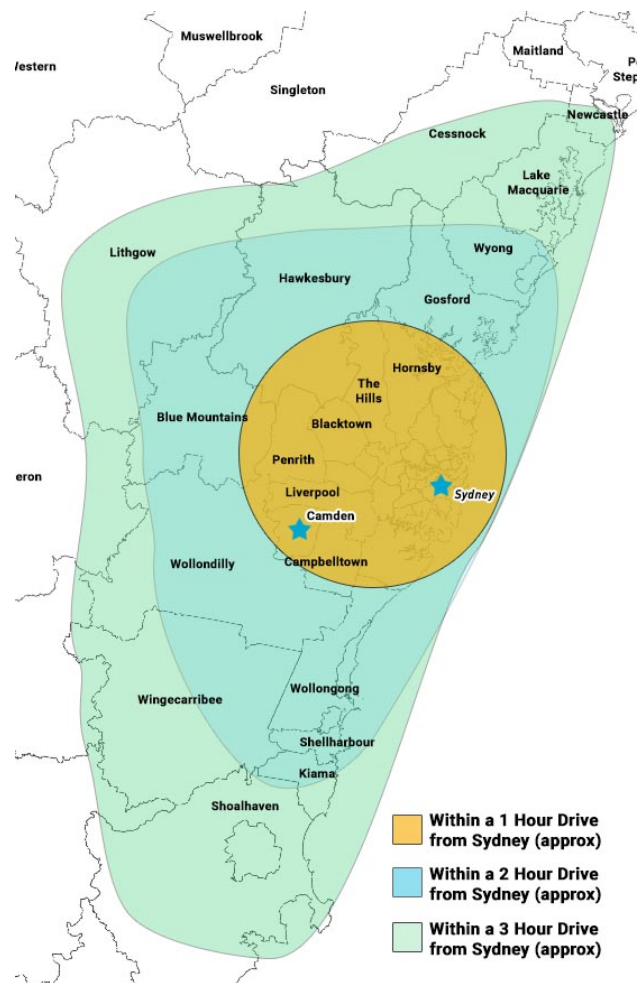 Muswellbrook
Maitland
Western
Singleton
Newcastle
Cessnock
Lake
Macquarie
Lithgow
Wyong
Hawkesbury
Gosford
Hornsby
The
Hills
Blue Mountains
Blacktown
Penrith
Liverpool
Sydney
Camden
Wollondilly
Campbelltown
Wollongong
Wingecarribee
Shellharbour
Kiama
Shoalhaven
Within a 1 Hour Drive
from Sydney (approx)
Within a 2 Hour Drive
from Sydney (approx)
Within a 3 Hour Drive
from Sydney (approx)